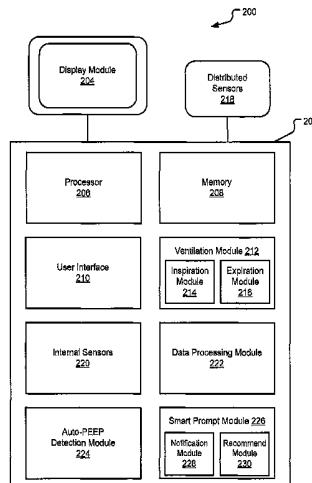 200
Display Module
204
Distributed
Sensors
218
20
Processor
206
Memory
208
User Interface
210
Ventilation Module 212
Inspiration
Module
214
Expiration
Module
216
Internal Sensors
220
Data Processing Module
222
Auto-PEEP
Detection Module
224
Smart Prompt Module 226
Notification
Module
228
Recommend
Module
230